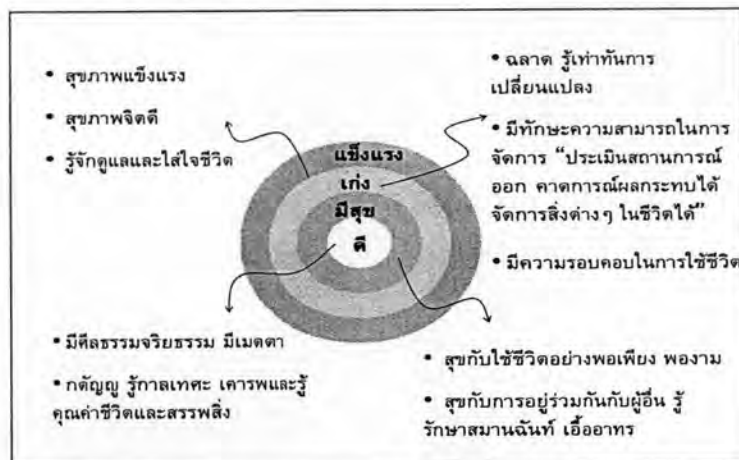 • สุขภาพแข็งแรง
• สุขภาพจิตดี
• รู้จักดูแลและใส่ใจชีวิต
• ฉลาด รู้เท่าทันการ
เปลี่ยนแปลง
• มีทักษะความสามารถในการ
จัดการ “ประเมินสถานการณ์
ออก คาดการณ์ผลกระทบได้
จัดการสิ่งต่างๆ ในชีวิตได้”
• มีความรอบคอบในการใช้ชีวิต
แข็งแรง
เก่ง
มีสุข
ดี
• มีศีลธรรมจริยธรรม มีเมตตา
• กตัญญู รู้กาลเทศะ เคารพและรู้
คุณค่าชีวิตและสรรพสิ่ง
• สุขกับใช้ชีวิตอย่างพอเพียง พองาม
• สุขกับการอยู่ร่วมกันกับผู้อื่น รู้
รักษาสมานฉันท์ เอื้ออาทร